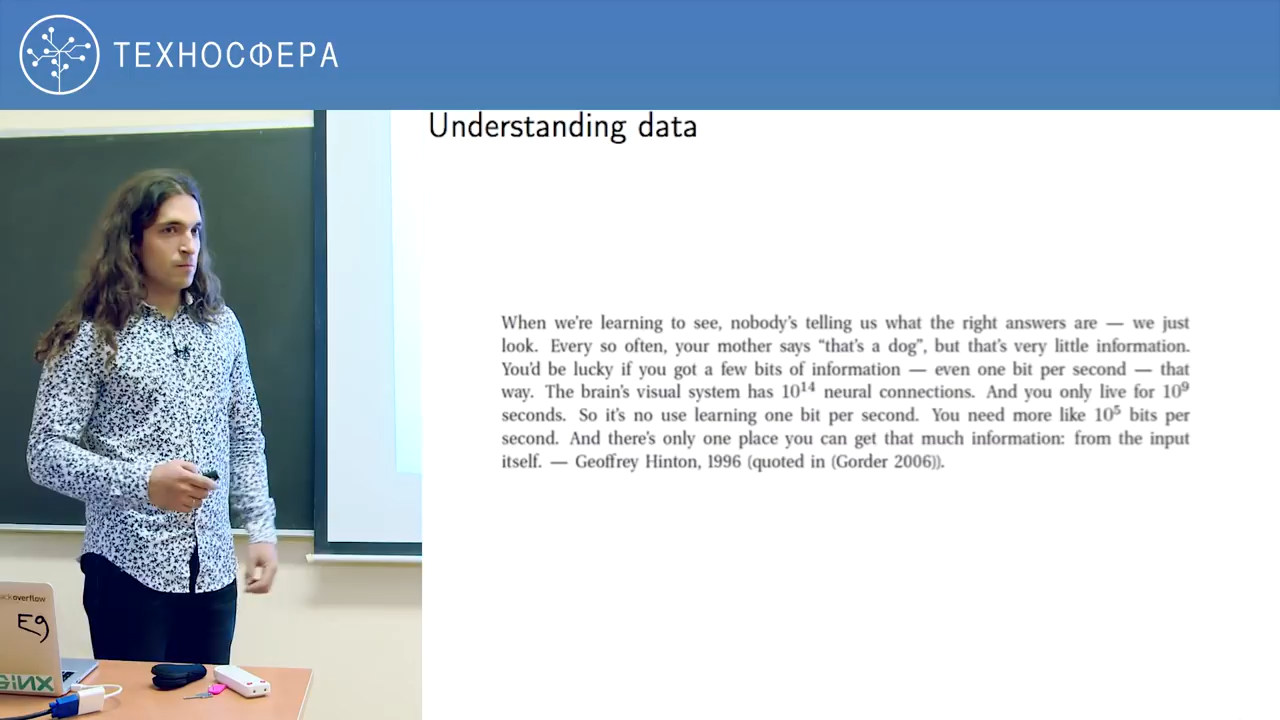 ТЕХНОСФЕРА
Understanding data
When we're learning to see, nobody's telling us what the right answers are — we just
look. Every so often, your mother says “that's a dog”, but that's very little information.
You'd be lucky if you got a few bits of information — even one bit per second — that
way. The brain's visual system has 10¹⁴ neural connections. And you only live for 10⁹
seconds. So it's no use learning one bit per second. You need more like 10⁵ bits per
second. And there's only one place you can get that much information: from the input
itself. — Geoffrey Hinton, 1996 (quoted in (Gorder 2006)).
ackoverflow
Eg
GiNX